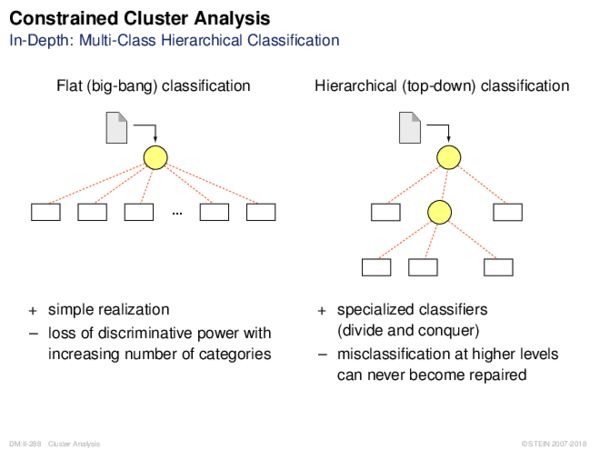 Constrained Cluster Analysis
In-Depth: Multi-Class Hierarchical Classification
Flat (big-bang) classification
...
+ simple realization
– loss of discriminative power with
increasing number of categories
Hierarchical (top-down) classification
+ specialized classifiers
(divide and conquer)
– misclassification at higher levels
can never become repaired
DM:II-288 Cluster Analysis
© STEIN 2007-2018